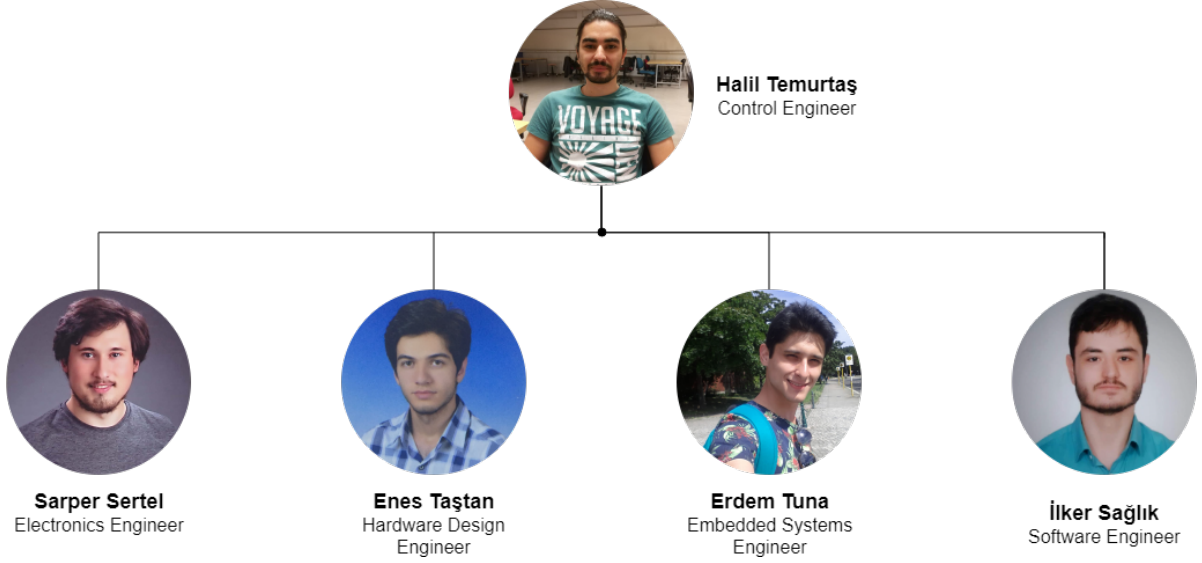 VOYAGE
Halil Temurtaş
Control Engineer
Sarper Sertel
Electronics Engineer
Enes Taştan
Hardware Design
Engineer
Erdem Tuna
Embedded Systems
Engineer
İlker Sağlık
Software Engineer